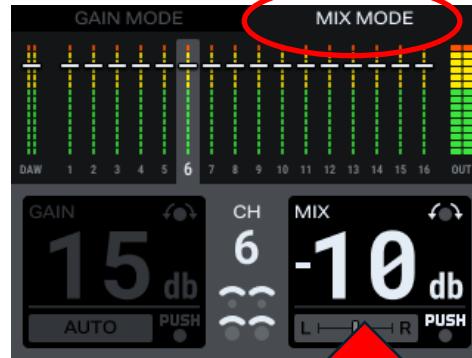 GAIN MODE MIX MODE
DAW 1 2 3 4 5 6 7 8 9 10 11 12 13 14 15 16 OUT
GAIN CH MIX
15 db 6 -10 db
AUTO PUSH L R PUSH